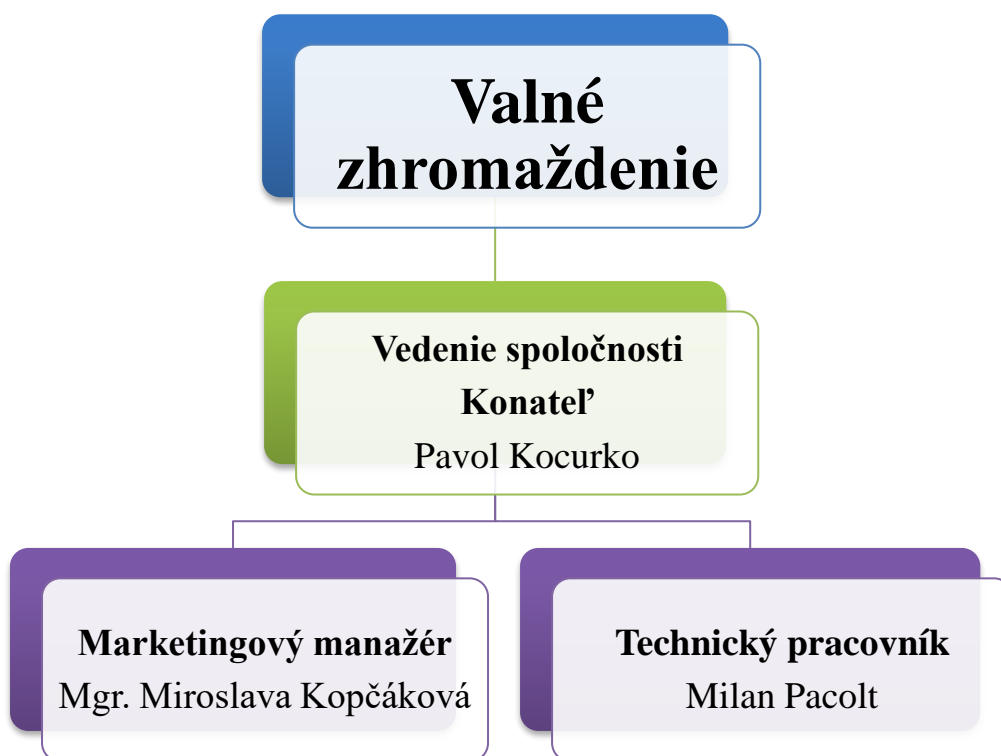 Valné
zhromaždenie
Vedenie spoločnosti
Konateľ
Pavol Kocurko
Marketingový manažér
Mgr. Miroslava Kopčáková
Technický pracovník
Milan Pacolt